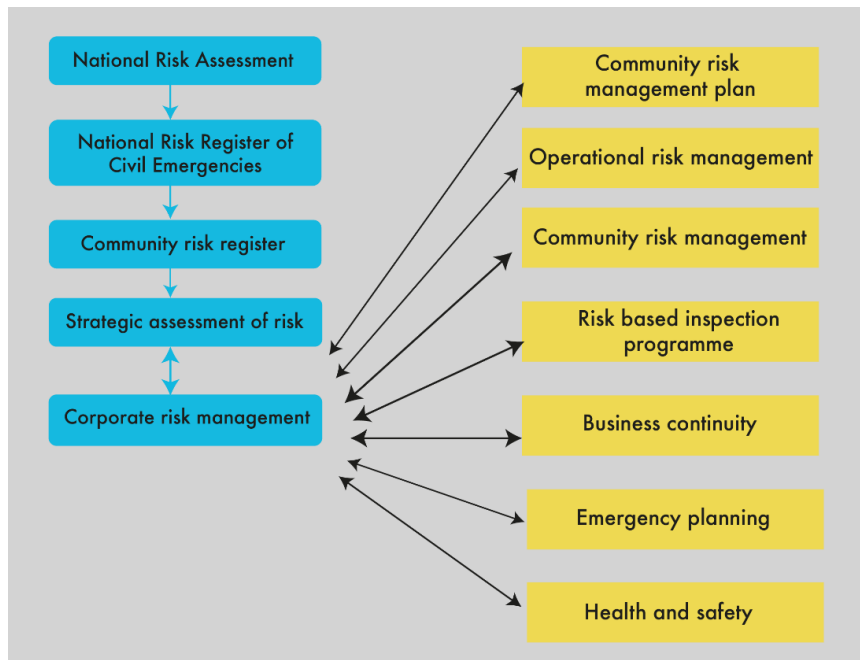 National Risk Assessment
National Risk Register of
Civil Emergencies
Community risk register
Strategic assessment of risk
Corporate risk management
Community risk
management plan
Operational risk management
Community risk management
Risk based inspection
programme
Business continuity
Emergency planning
Health and safety